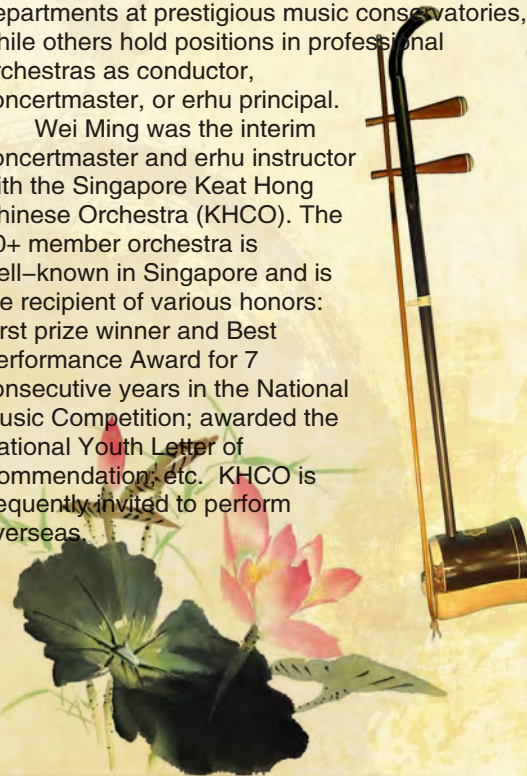 epartments at prestigious music conservatories,
hile others hold positions in professional
rchestras as conductor,
oncertmaster, or erhu principal.
Wei Ming was the interim
oncertmaster and erhu instructor
ith the Singapore Keat Hong
hinese Orchestra (KHCO). The
0+ member orchestra is
ell–known in Singapore and is
e recipient of various honors:
rst prize winner and Best
erformance Award for 7
onsecutive years in the National
usic Competition; awarded the
ational Youth Letter of
ommendation; etc.  KHCO is
equently invited to perform
verseas.